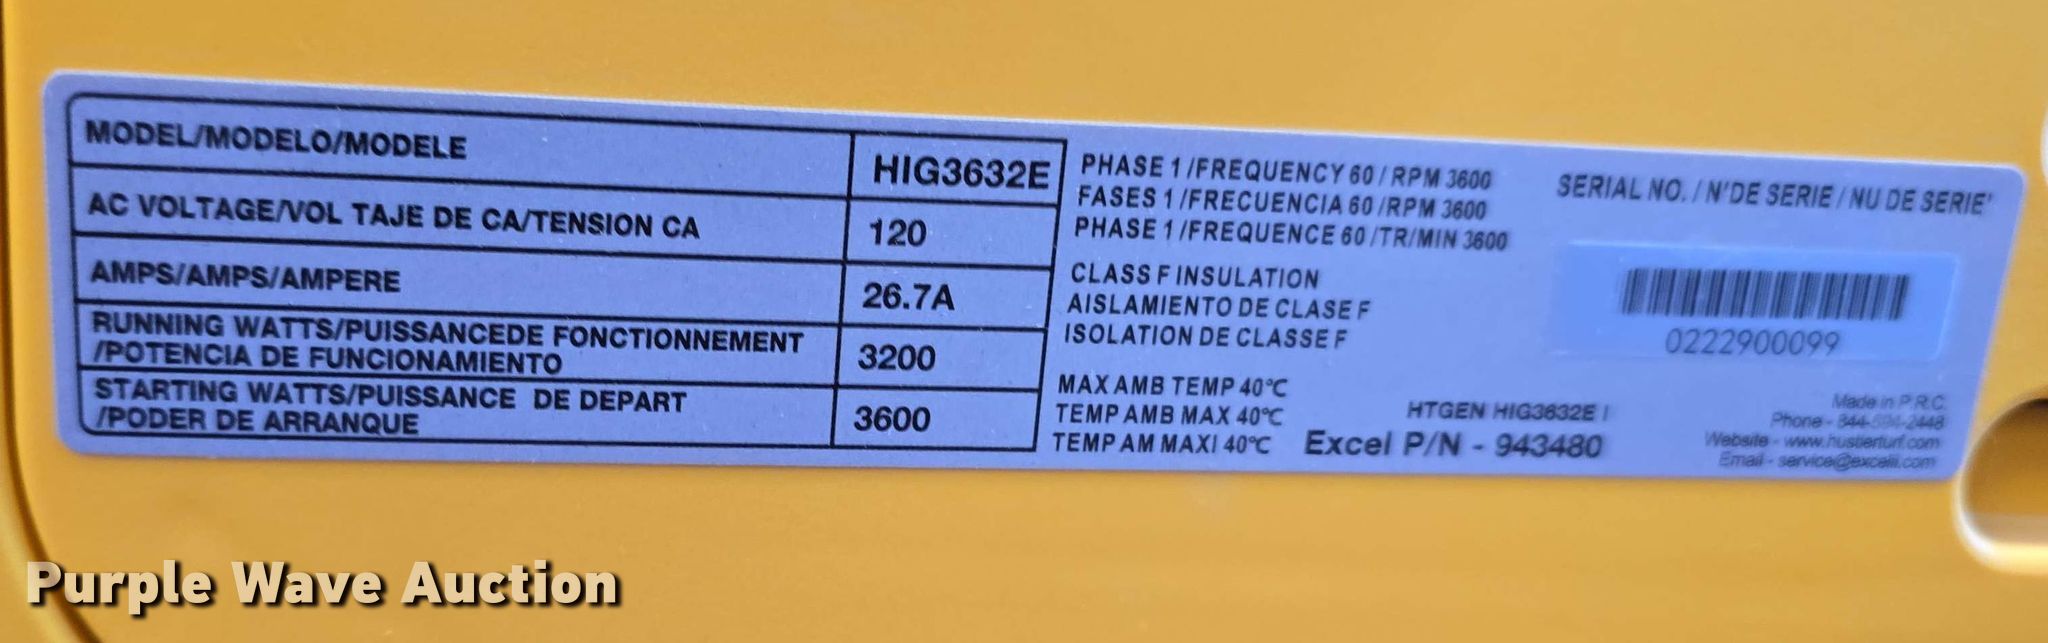 MODEL/MODELO/MODELE
HIG3632E
AC VOLTAGE/VOL TAJE DE CA/TENSION CA
120
AMPS/AMPS/AMPERE
26.7A
RUNNING WATTS/PUISSANCEDE FONCTIONNEMENT
/POTENCIA DE FUNCIONAMIENTO
3200
STARTING WATTS/PUISSANCE DE DEPART
/PODER DE ARRANQUE
3600
PHASE 1/FREQUENCY 60/RPM 3600
FASES 1/FRECUENCIA 60/RPM 3600
PHASE 1/FREQUENCE 60/TR/MIN 3600
CLASS F INSULATION
AISLAMIENTO DE CLASE F
ISOLATION DE CLASSE F
MAX AMB TEMP 40°C
TEMP AMB MAX 40°C
TEMP AM MAXI 40°C
SERIAL NO. / N'DE SERIE / NU DE SERIE'
0222900099
HTGEN HIG3632E I
Excel P/N - 943480
Made in P.R.C.
Phone - 844-594-2448
Website - www.hustlerturf.com
Email - service@excelii.com
Purple Wave Auction